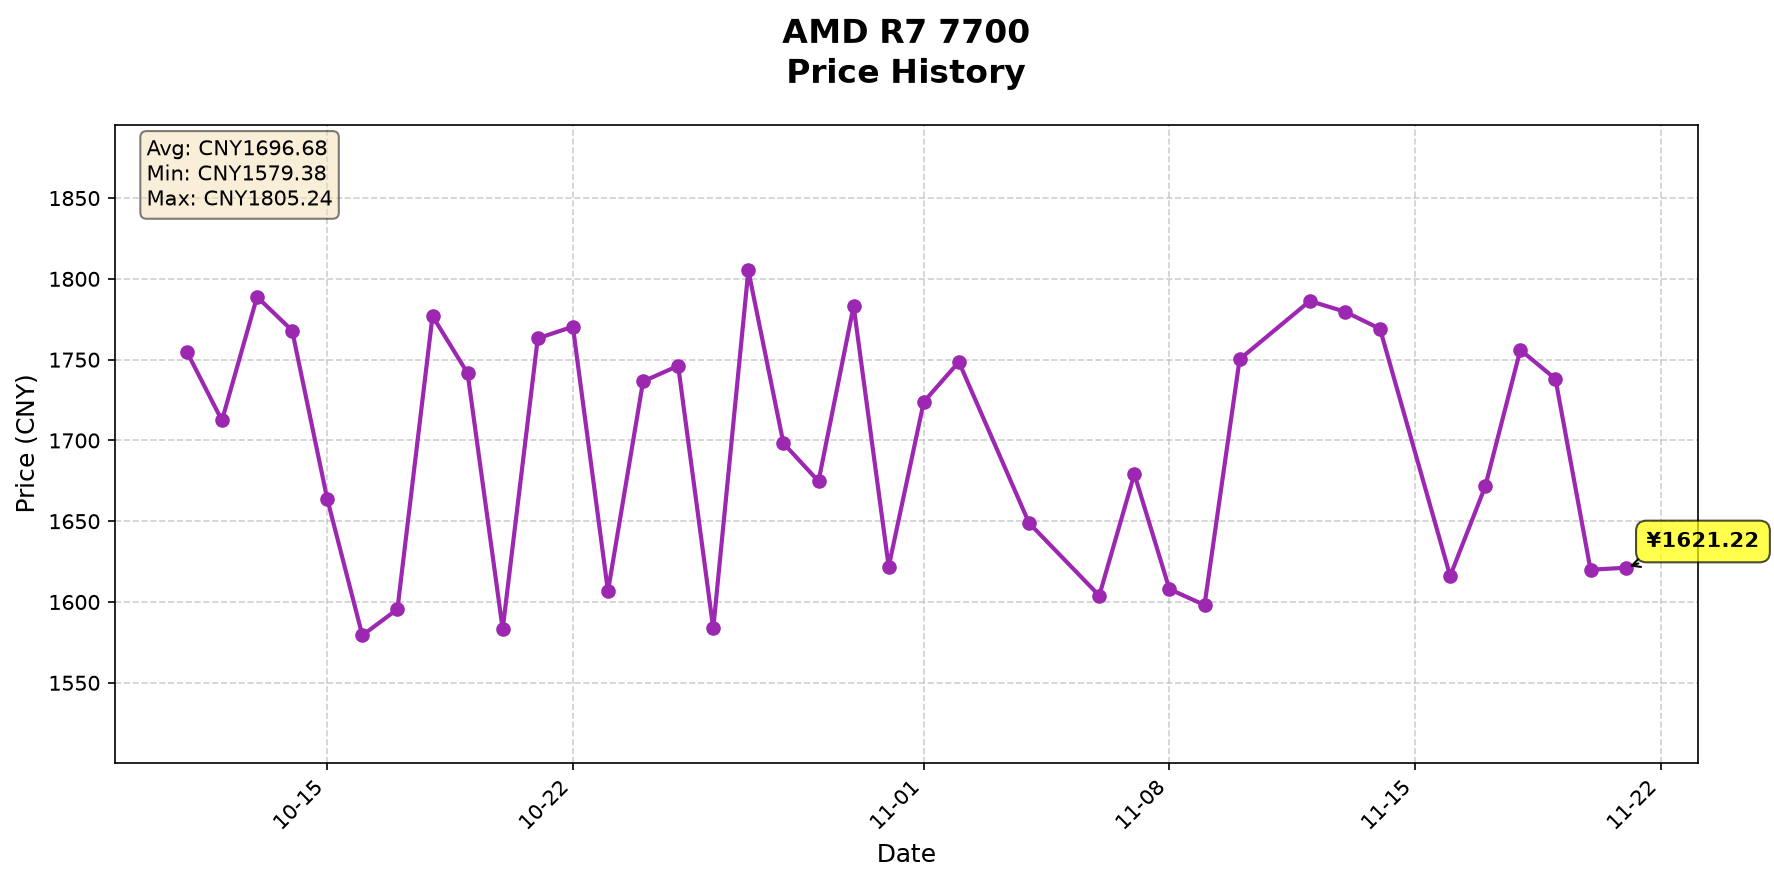 AMD R7 7700
Price History
Avg: CNY1696.68
Min: CNY1579.38
Max: CNY1805.24
Price (CNY)
1850
1800
1750
1700
1650
1600
1550
¥1621.22
10-15
10-22
11-01
11-08
11-15
11-22
Date